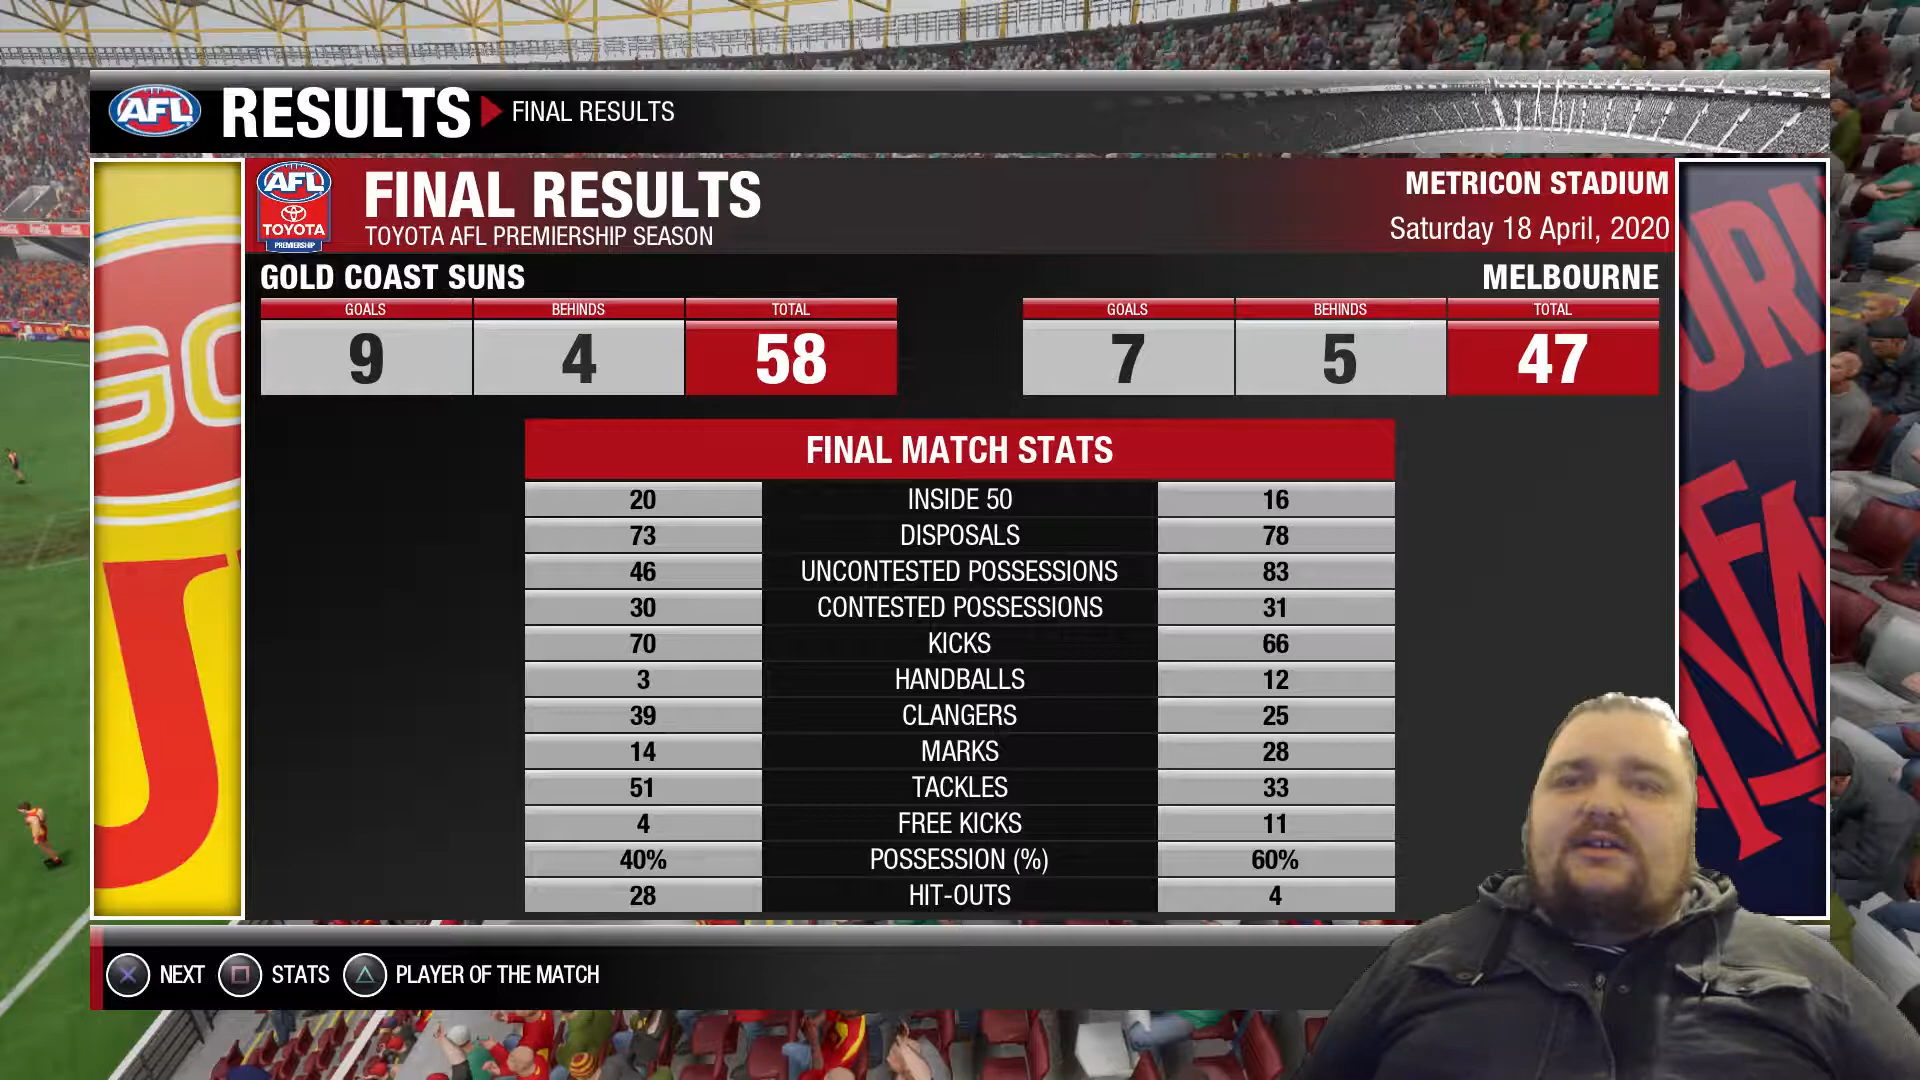 AFL RESULTS FINAL RESULTS
AFL TOYOTA PREMIERSHIP
FINAL RESULTS
TOYOTA AFL PREMIERSHIP SEASON
METRICON STADIUM
Saturday 18 April, 2020
GOLD COAST SUNS
MELBOURNE
GOALS BEHINDS TOTAL
9 4 58
GOALS BEHINDS TOTAL
7 5 47
FINAL MATCH STATS
20 INSIDE 50 16
73 DISPOSALS 78
46 UNCONTESTED POSSESSIONS 83
30 CONTESTED POSSESSIONS 31
70 KICKS 66
3 HANDBALLS 12
39 CLANGERS 25
14 MARKS 28
51 TACKLES 33
4 FREE KICKS 11
40% POSSESSION (%) 60%
28 HIT-OUTS 4
NEXT STATS PLAYER OF THE MATCH